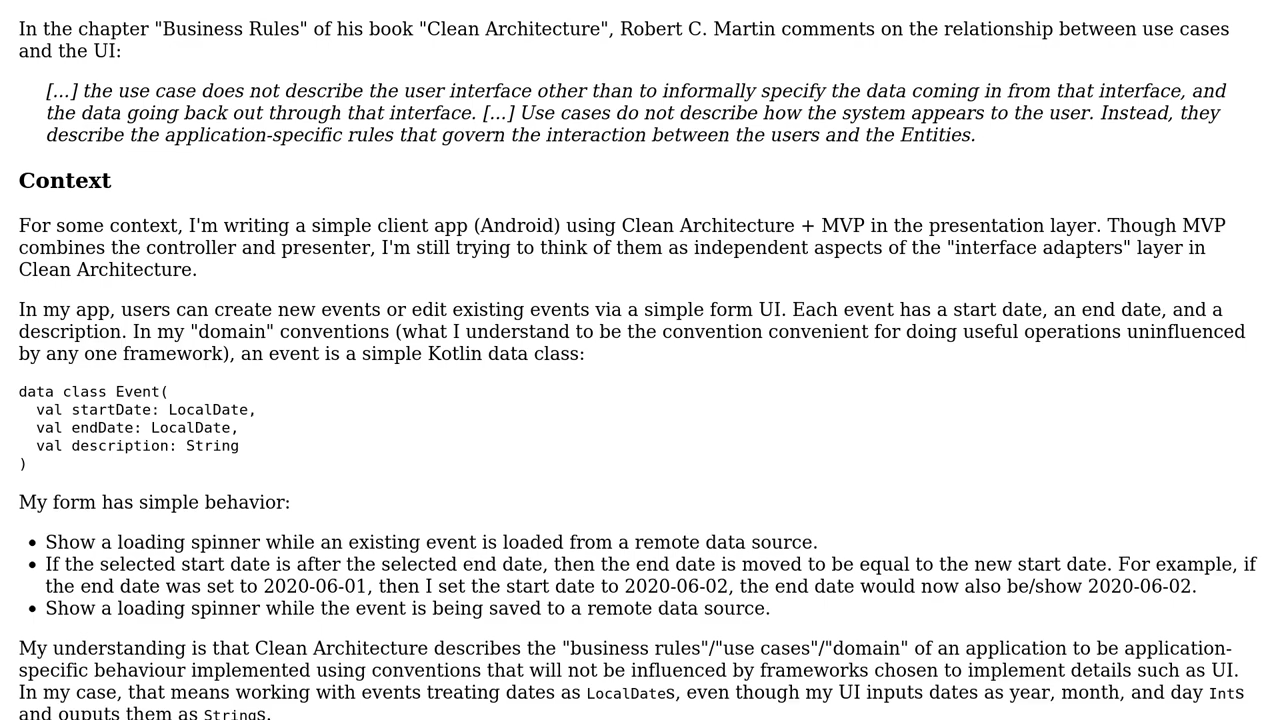 In the chapter "Business Rules" of his book "Clean Architecture", Robert C. Martin comments on the relationship between use cases
and the UI:
[...] the use case does not describe the user interface other than to informally specify the data coming in from that interface, and
the data going back out through that interface. [...] Use cases do not describe how the system appears to the user. Instead, they
describe the application-specific rules that govern the interaction between the users and the Entities.
Context
For some context, I'm writing a simple client app (Android) using Clean Architecture + MVP in the presentation layer. Though MVP
combines the controller and presenter, I'm still trying to think of them as independent aspects of the "interface adapters" layer in
Clean Architecture.
In my app, users can create new events or edit existing events via a simple form UI. Each event has a start date, an end date, and a
description. In my "domain" conventions (what I understand to be the convention convenient for doing useful operations uninfluenced
by any one framework), an event is a simple Kotlin data class:
data class Event(
  val startDate: LocalDate,
  val endDate: LocalDate,
  val description: String
)
My form has simple behavior:
• Show a loading spinner while an existing event is loaded from a remote data source.
• If the selected start date is after the selected end date, then the end date is moved to be equal to the new start date. For example, if
the end date was set to 2020-06-01, then I set the start date to 2020-06-02, the end date would now also be/show 2020-06-02.
• Show a loading spinner while the event is being saved to a remote data source.
My understanding is that Clean Architecture describes the "business rules"/"use cases"/"domain" of an application to be application-
specific behaviour implemented using conventions that will not be influenced by frameworks chosen to implement details such as UI.
In my case, that means working with events treating dates as LocalDates, even though my UI inputs dates as year, month, and day Ints
and ouputs them as Strings.